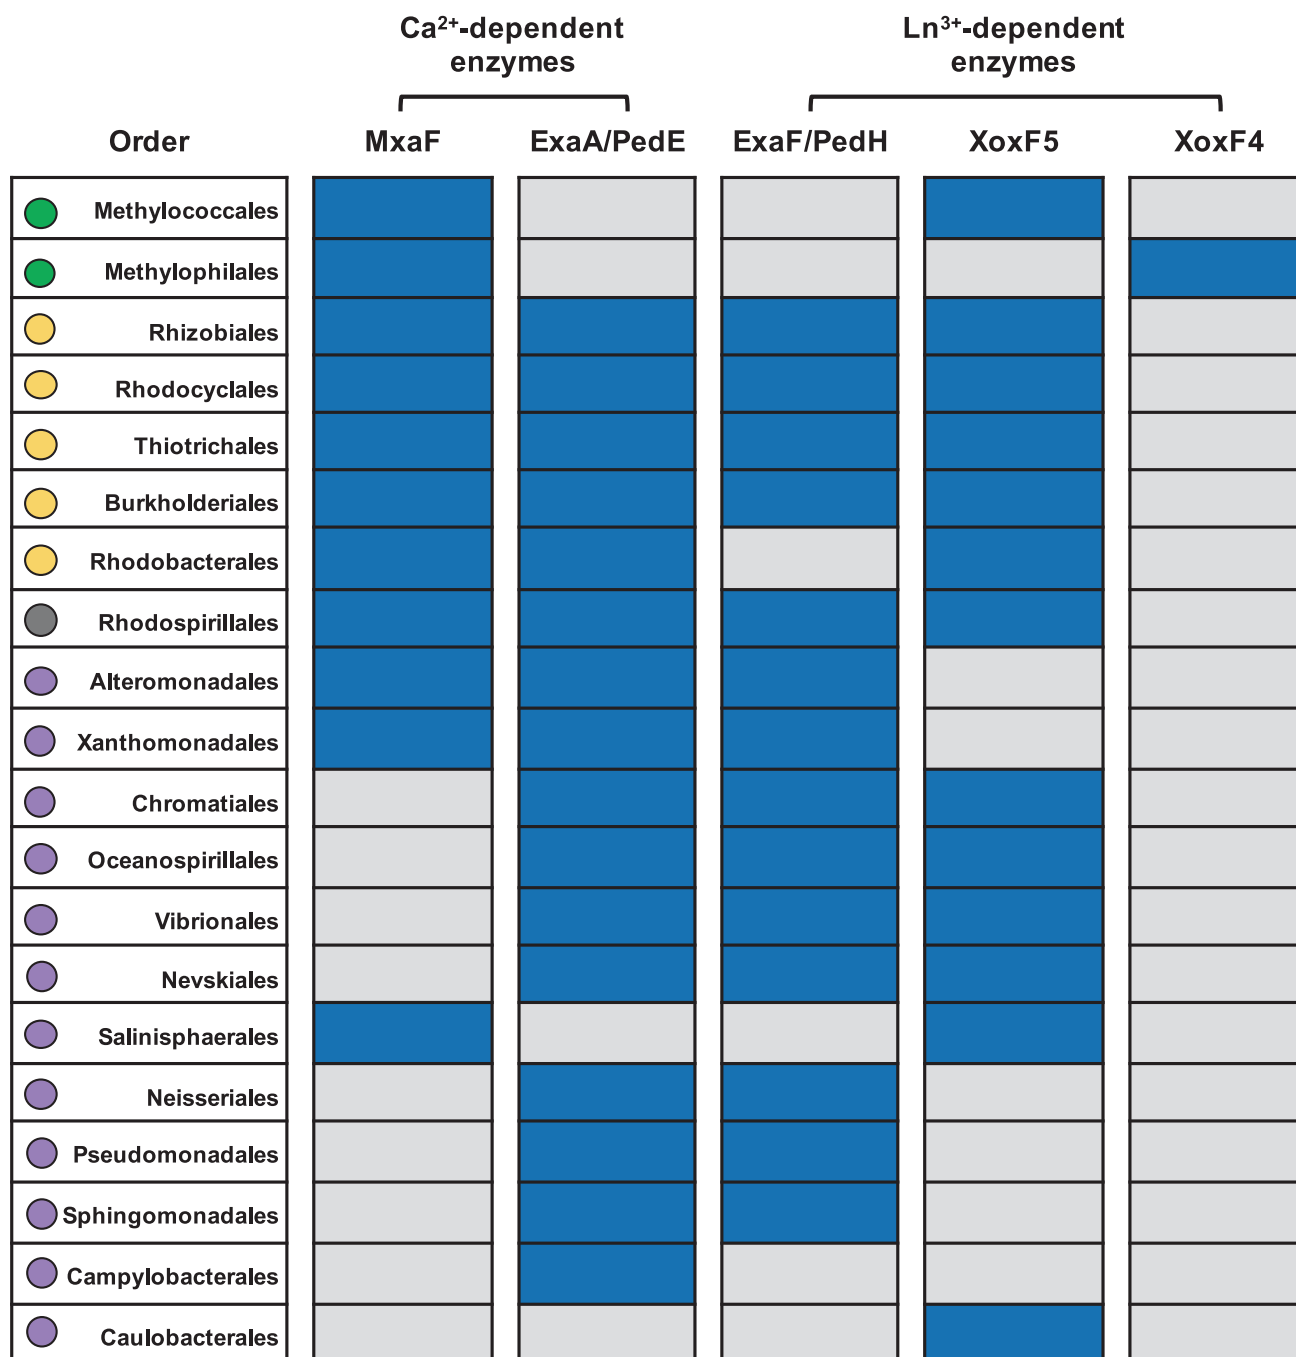 Ca²⁺-dependent
enzymes
Ln³⁺-dependent
enzymes
Order MxaF ExaA/PedE ExaF/PedH XoxF5 XoxF4
Methylococcales
Methylophilales
Rhizobiales
Rhodocyclales
Thiotrichales
Burkholderiales
Rhodobacterales
Rhodospirillales
Alteromonadales
Xanthomonadales
Chromatiales
Oceanospirillales
Vibrionales
Nevskiales
Salinisphaerales
Neisseriales
Pseudomonadales
Sphingomonadales
Campylobacterales
Caulobacterales